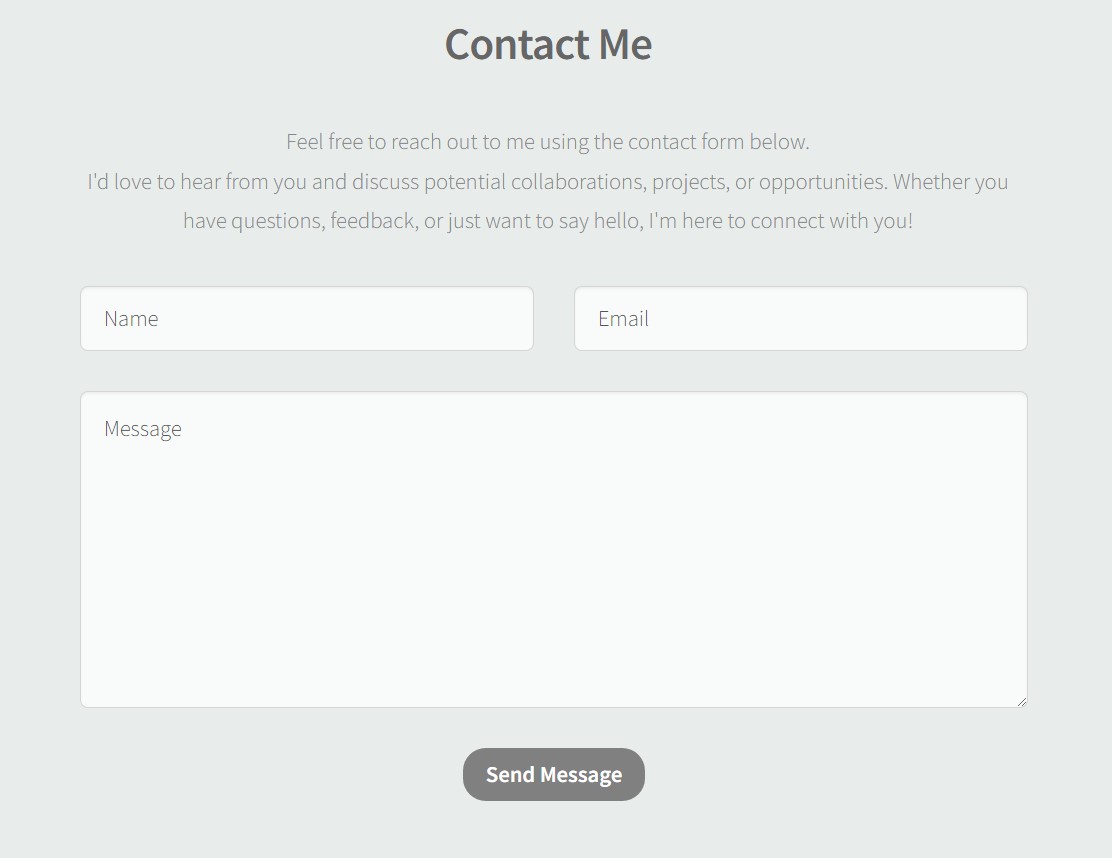 Contact Me
Feel free to reach out to me using the contact form below.
I'd love to hear from you and discuss potential collaborations, projects, or opportunities. Whether you
have questions, feedback, or just want to say hello, I'm here to connect with you!
Name
Email
Message
Send Message